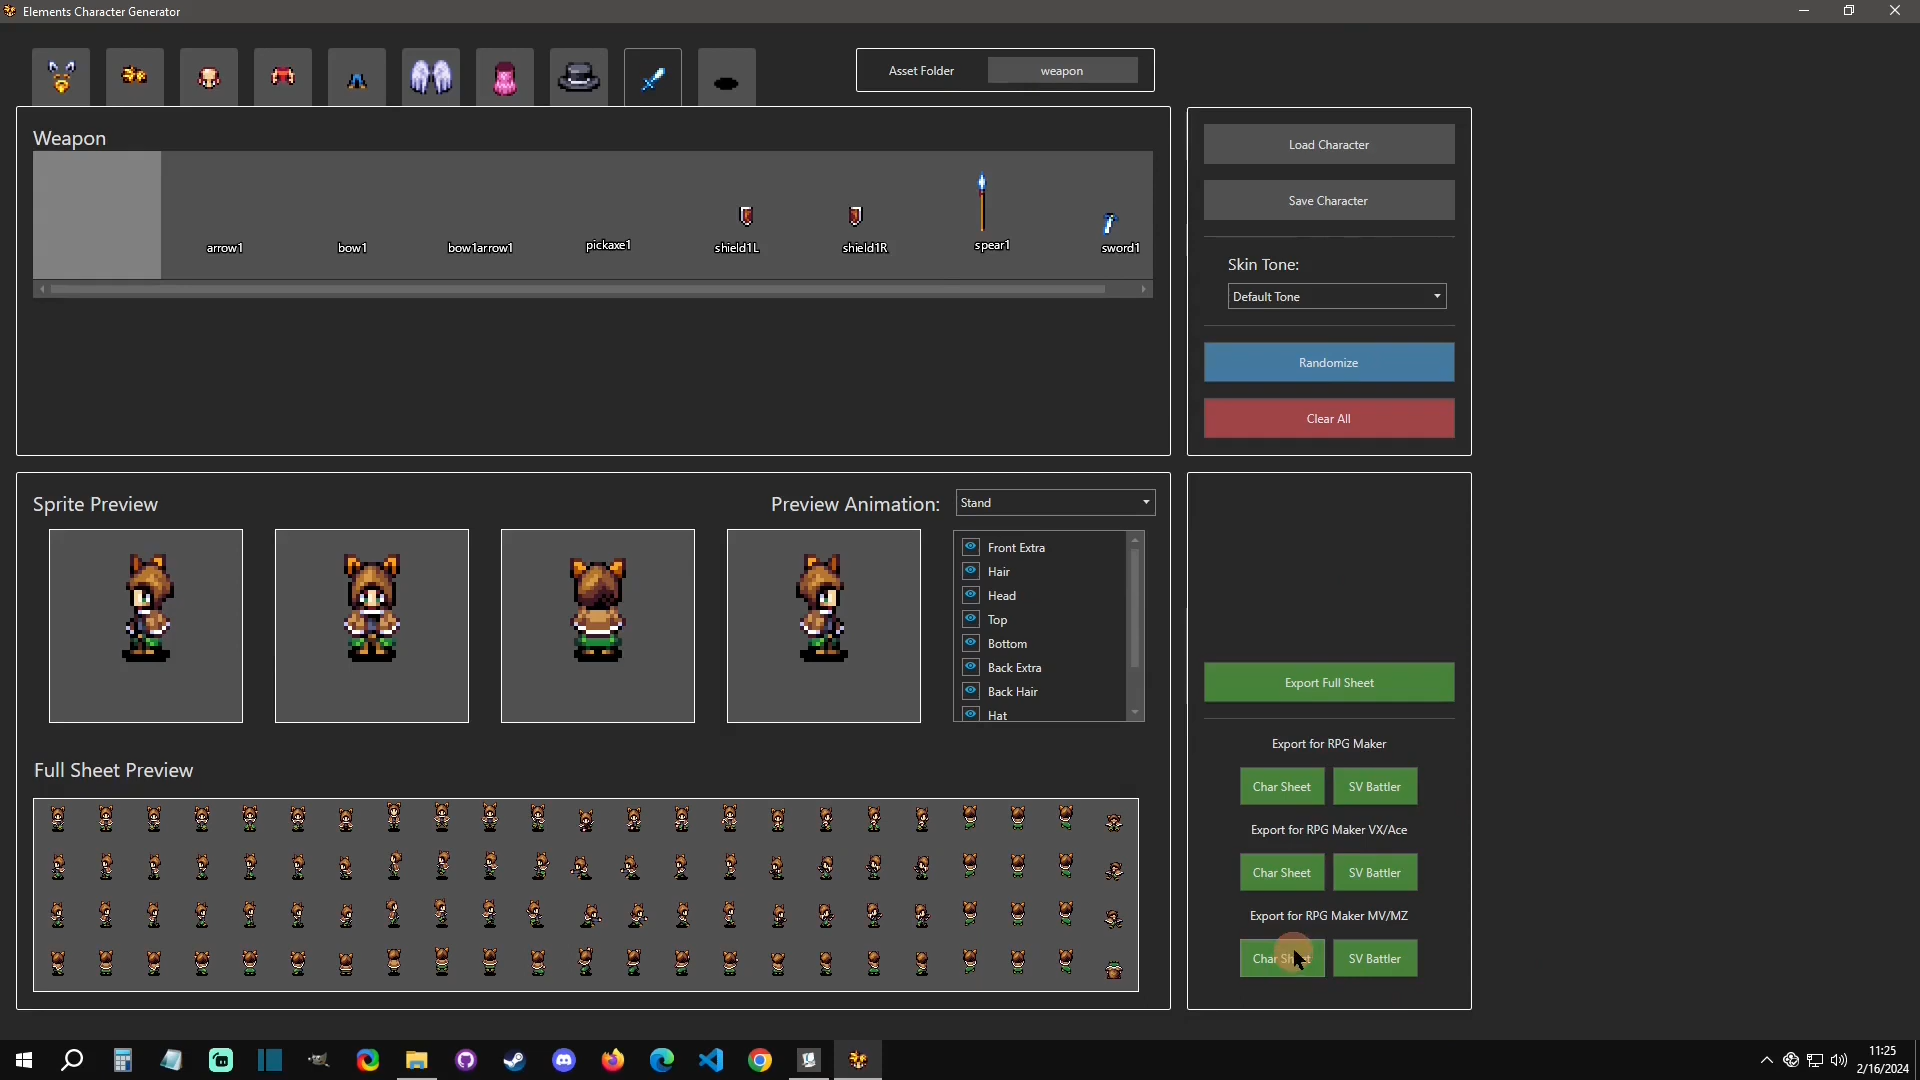 Elements Character Generator
Asset Folder
weapon
Weapon
arrow1
bow1
bow1arrow1
pickaxe1
shield1L
shield1R
spear1
sword1
Load Character
Save Character
Skin Tone:
Default Tone
Randomize
Clear All
Sprite Preview
Preview Animation:
Stand
Front Extra
Hair
Head
Top
Bottom
Back Extra
Back Hair
Hat
Full Sheet Preview
Export Full Sheet
Export for RPG Maker
Char Sheet
SV Battler
Export for RPG Maker VX/Ace
Char Sheet
SV Battler
Export for RPG Maker MV/MZ
Char Sheet
SV Battler
11:25
2/16/2024